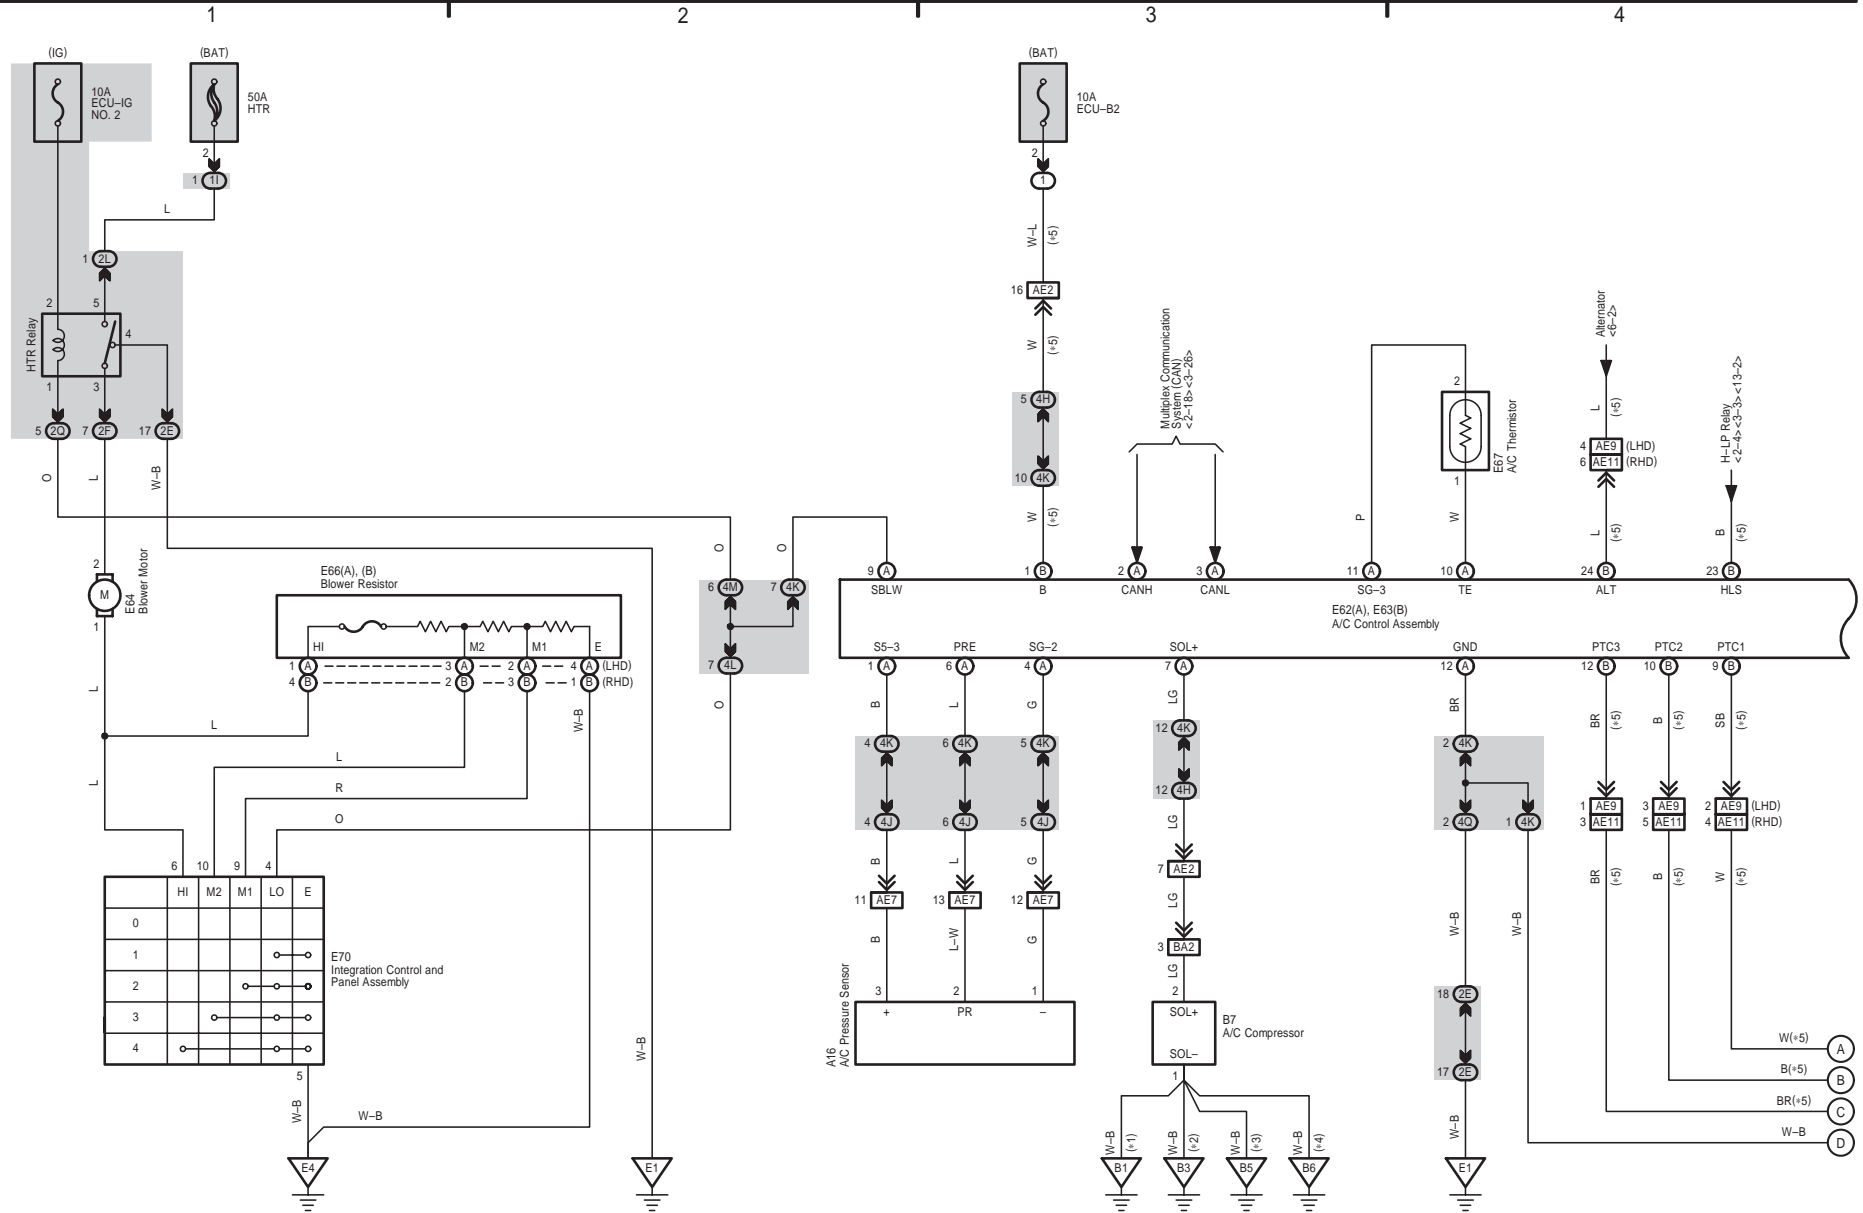 1 2 3 4
(IG) (BAT) (BAT)
10A
ECU–IG
NO. 2
50A
HTR
10A
ECU–B2
2
1 1I
L
1 2L
2 5
4
HTR Relay
1 3
5 2Q 7 2F 17 2E
O L W–B
2
M
E64
Blower Motor
1
L
L
L
E66(A), (B)
Blower Resistor
HI M2 M1 E
1 A 3 A 2 A 4 A (LHD)
4 B 2 B 3 B 1 B (RHD)
W–B
L
R
O
6 10 9 4
HI M2 M1 LO E
0
1
2
3
4
E70
Integration Control and
Panel Assembly
5
W–B
W–B
E4
W–B
E1
O O
6 4M 7 4K
7 4L
O
2
1
W–L (∗5)
16 AE2
W (∗5)
5 4H
10 4K
W (∗5)
Multiplex Communication
System (CAN)
<2–18><3–26>
P W
2
E67
A/C Thermistor
1
Alternator
<6–2>
L (∗5)
4 AE9 (LHD)
6 AE11 (RHD)
L (∗5)
H–LP Relay
<2–4><3–3><13–2>
B (∗5)
9 A 1 B 2 A 3 A 11 A 10 A 24 B 23 B
SBLW B CANH CANL SG–3 TE ALT HLS
E62(A), E63(B)
A/C Control Assembly
S5–3 PRE SG–2 SOL+ GND PTC3 PTC2 PTC1
1 A 6 A 4 A 7 A 12 A 12 B 10 B 9 B
B L G LG BR BR (∗5) B (∗5) SB (∗5)
4 4K 6 4K 5 4K 12 4K 2 4K
12 4H
4 4J 6 4J 5 4J 2 4Q 1 4K
1 AE9 3 AE9 2 AE9 (LHD)
3 AE11 5 AE11 4 AE11 (RHD)
B L G LG
7 AE2
11 AE7 13 AE7 12 AE7
LG
BR (∗5) B (∗5) W (∗5)
B L–W G
3 BA2
LG
W–B W–B
A16
A/C Pressure Sensor
3 2 1
+ PR –
2
SOL+
SOL–
B7
A/C Compressor
1
18 2E
17 2E
W–B
W(∗5) A
B(∗5) B
BR(∗5) C
W–B D
W–B (∗1) W–B (∗2) W–B (∗3) W–B (∗4)
B1 B3 B5 B6 E1